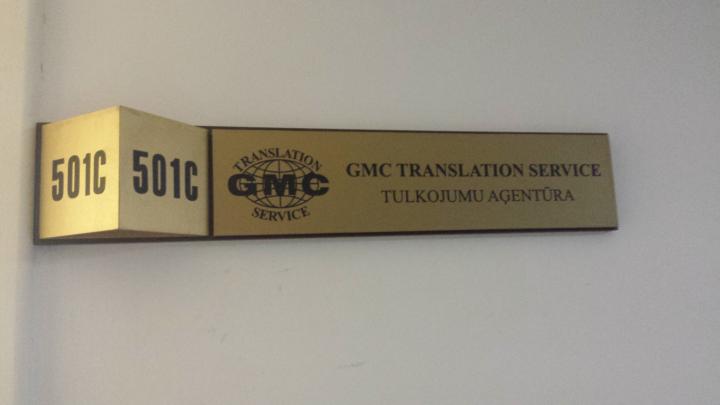 501C
501C
TRANSLATION
GMC
SERVICE
GMC TRANSLATION SERVICE
TULKOJUMU AĢENTŪRA